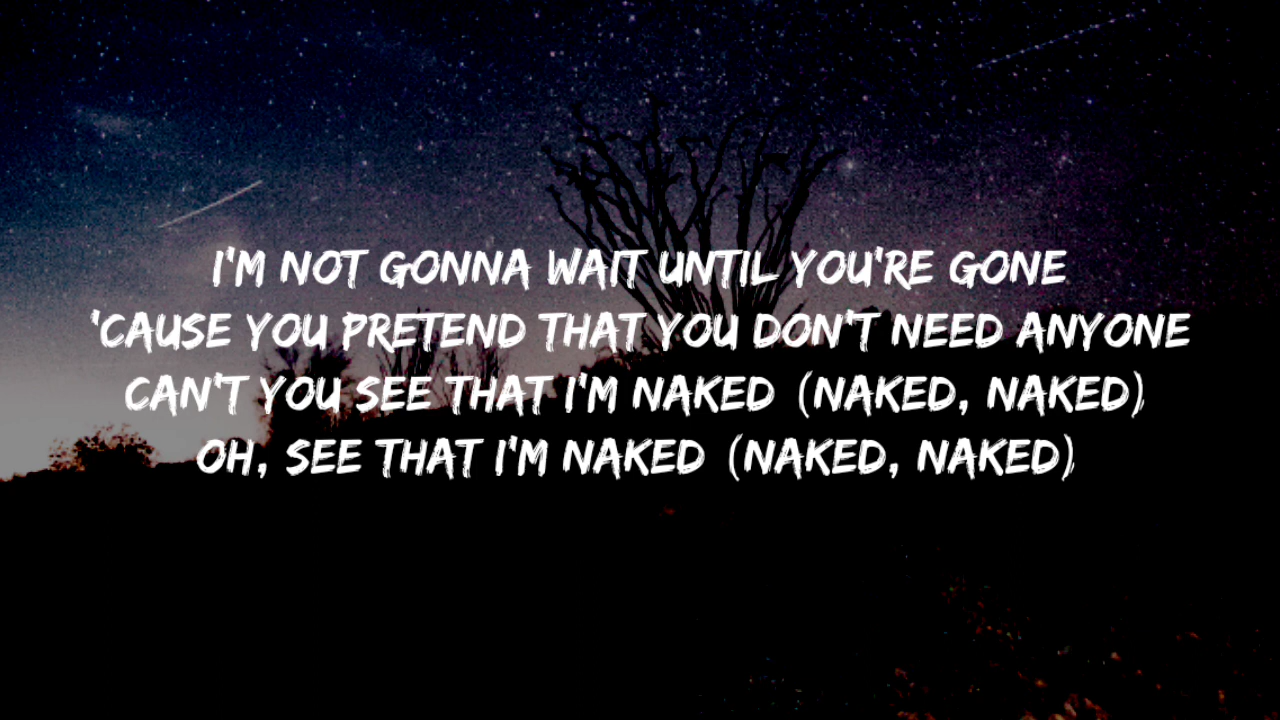 I'M NOT GONNA WAIT UNTIL YOU'RE GONE
'CAUSE YOU PRETEND THAT YOU DON'T NEED ANYONE
CAN'T YOU SEE THAT I'M NAKED (NAKED, NAKED)
OH, SEE THAT I'M NAKED (NAKED, NAKED)